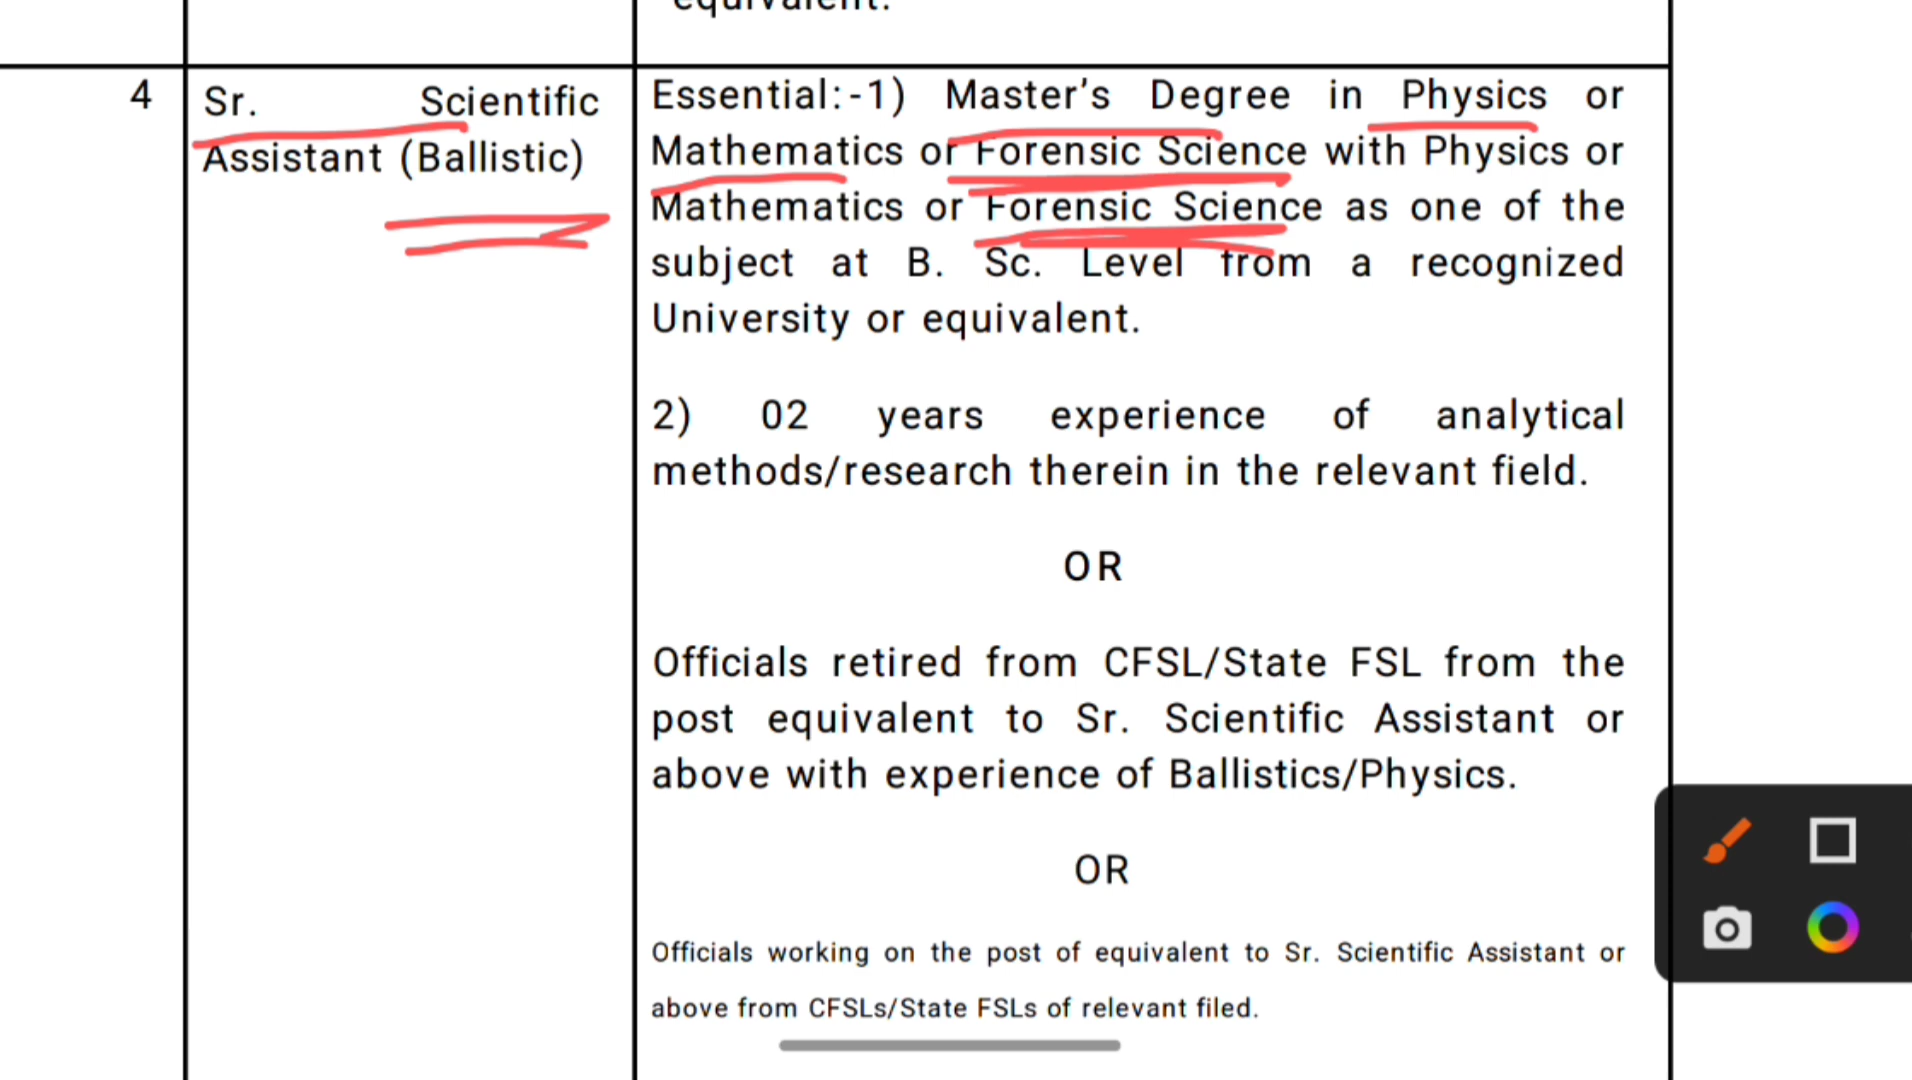 equivalent.
4
Sr. Scientific
Assistant (Ballistic)
Essential:-1) Master's Degree in Physics or
Mathematics or Forensic Science with Physics or
Mathematics or Forensic Science as one of the
subject at B. Sc. Level from a recognized
University or equivalent.
2) 02 years experience of analytical
methods/research therein in the relevant field.
OR
Officials retired from CFSL/State FSL from the
post equivalent to Sr. Scientific Assistant or
above with experience of Ballistics/Physics.
OR
Officials working on the post of equivalent to Sr. Scientific Assistant or
above from CFSLs/State FSLs of relevant filed.